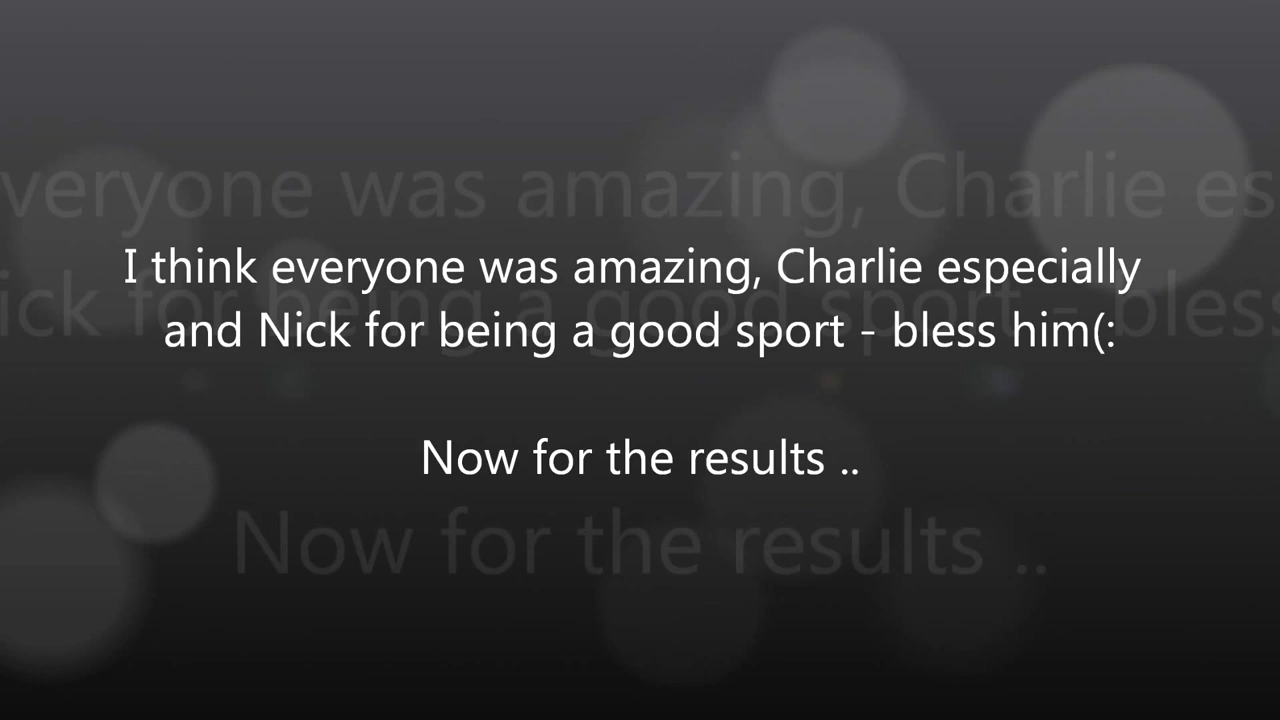 I think everyone was amazing, Charlie especially
and Nick for being a good sport - bless him(:
Now for the results ..